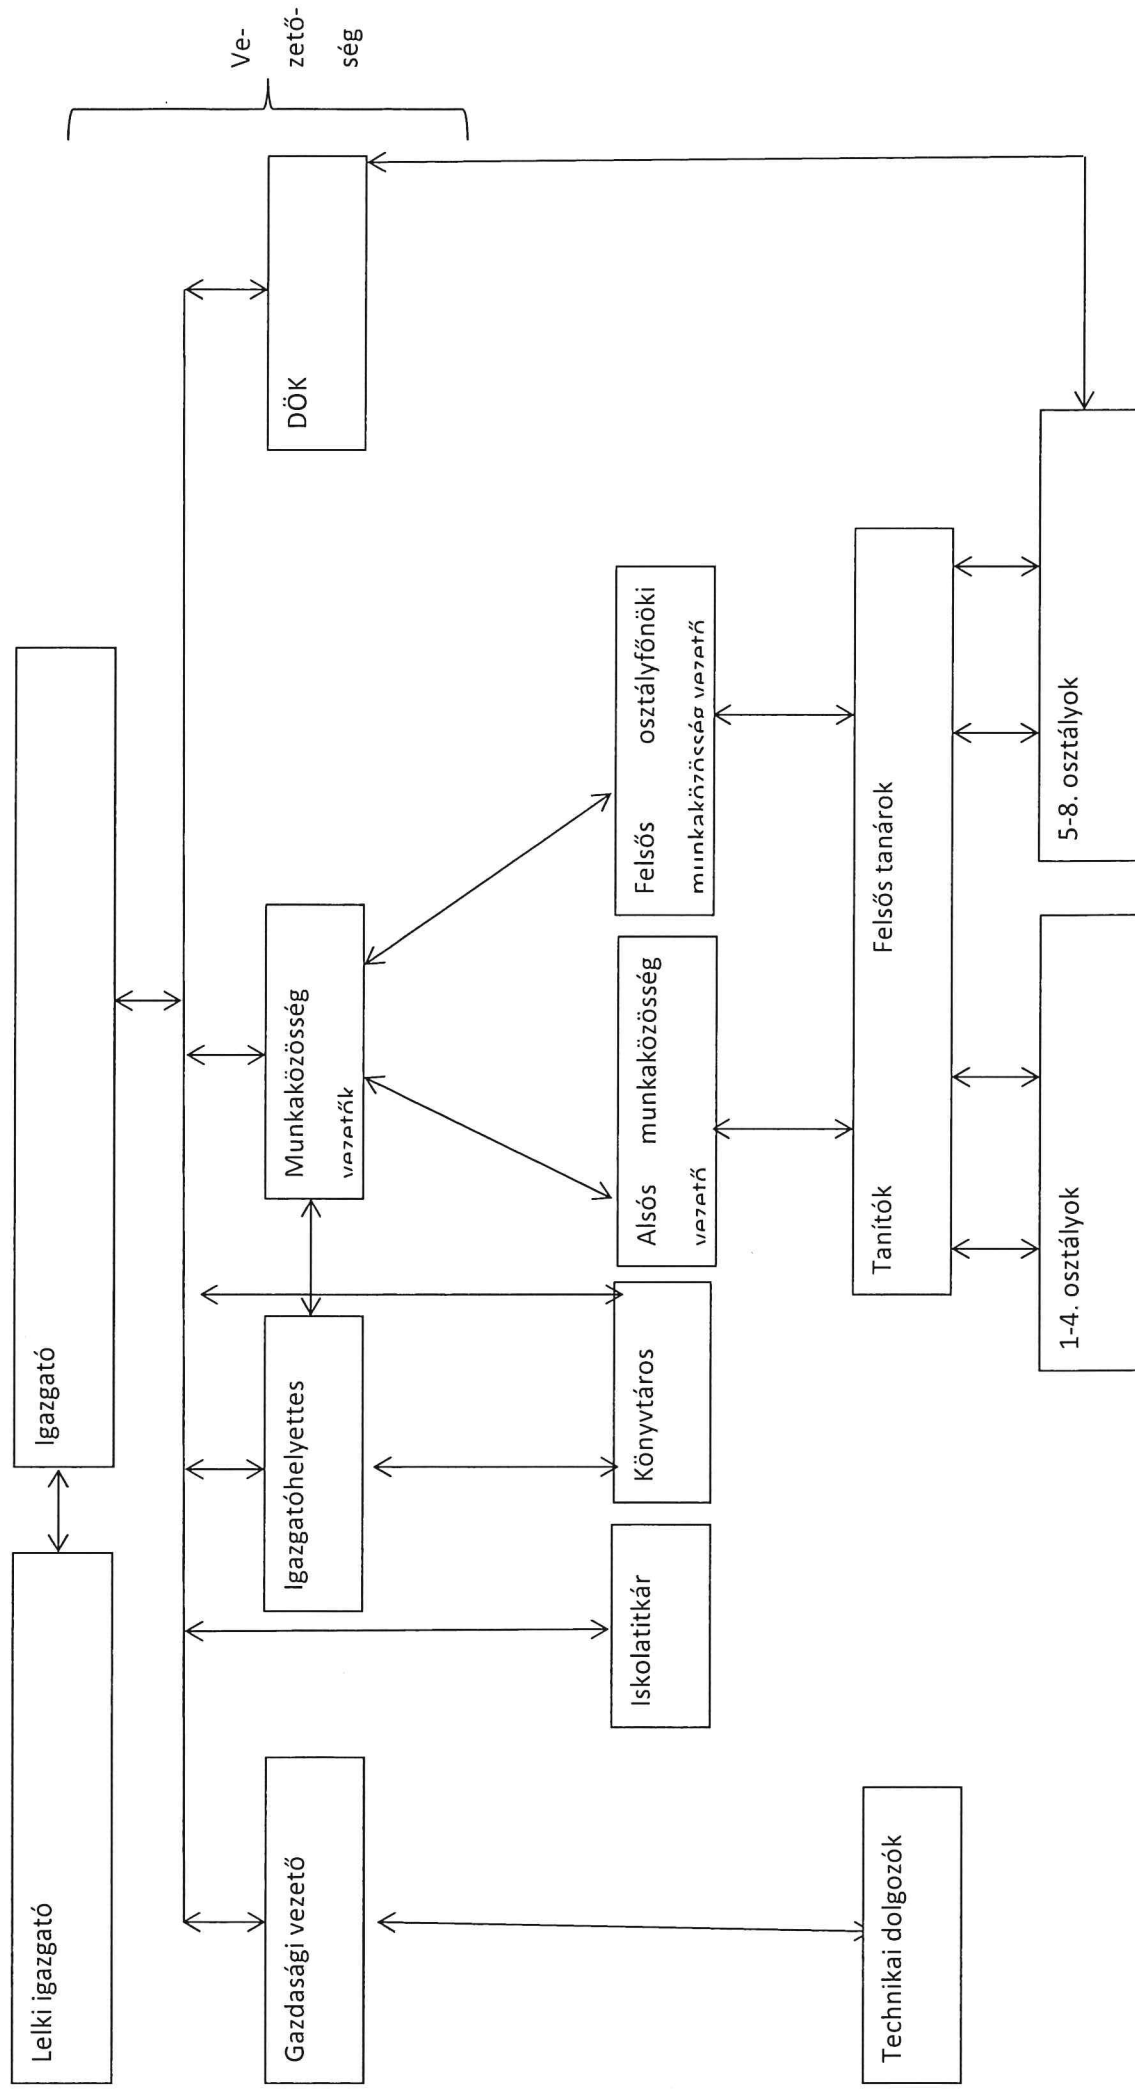 Lelki igazgató
Igazgató
Ve-
zető-
ség
Gazdasági vezető
Igazgatóhelyettes
Munkaközösség
vezetők
DÖK
Iskolatitkár
Könyvtáros
Alsós munkaközösség
vezető
Felsős osztályfőnöki
munkaközösség vezető
Technikai dolgozók
Tanítók Felsős tanárok
1-4. osztályok
5-8. osztályok